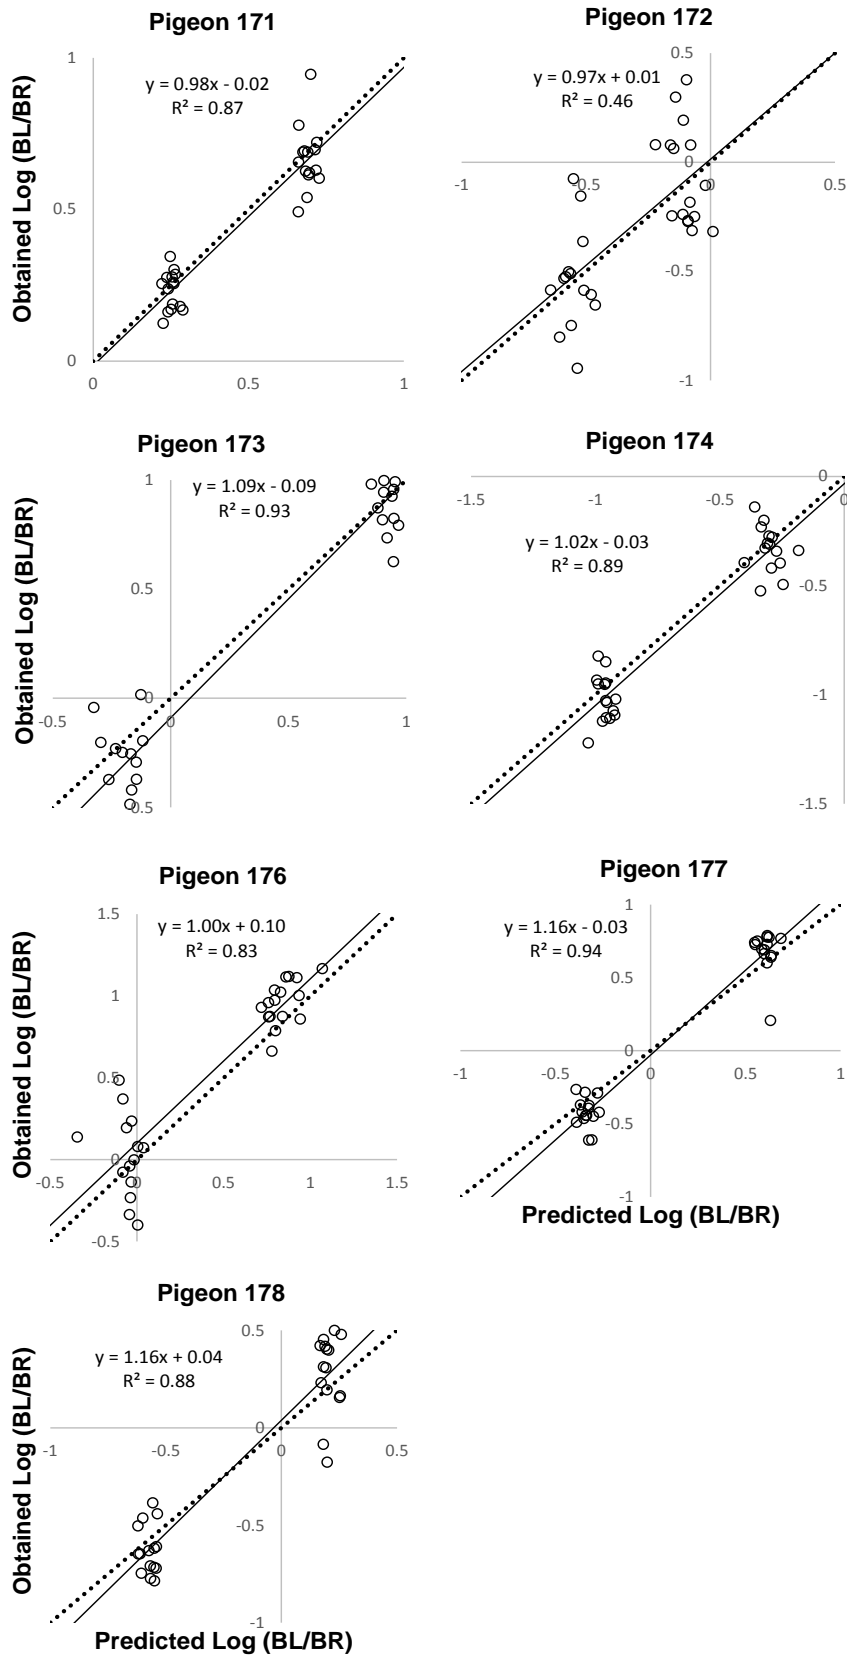 Pigeon 171
y = 0.98x - 0.02
R² = 0.87
Obtained Log (BL/BR)
1
0.5
0
0
0.5
1
Pigeon 172
y = 0.97x + 0.01
R² = 0.46
0.5
0
-0.5
-1
-1
-0.5
0
0.5
Pigeon 173
y = 1.09x - 0.09
R² = 0.93
Obtained Log (BL/BR)
1
0.5
0
-0.5
-0.5
0
0.5
1
Pigeon 174
y = 1.02x - 0.03
R² = 0.89
0
-0.5
-1
-1.5
-1.5
-1
-0.5
0
Pigeon 176
y = 1.00x + 0.10
R² = 0.83
Obtained Log (BL/BR)
1.5
1
0.5
0
-0.5
-0.5
0
0.5
1
1.5
Pigeon 177
y = 1.16x - 0.03
R² = 0.94
1
0.5
0
-0.5
-1
-1
-0.5
0
0.5
1
Predicted Log (BL/BR)
Pigeon 178
y = 1.16x + 0.04
R² = 0.88
Obtained Log (BL/BR)
0.5
0
-0.5
-1
-1
-0.5
0
0.5
Predicted Log (BL/BR)